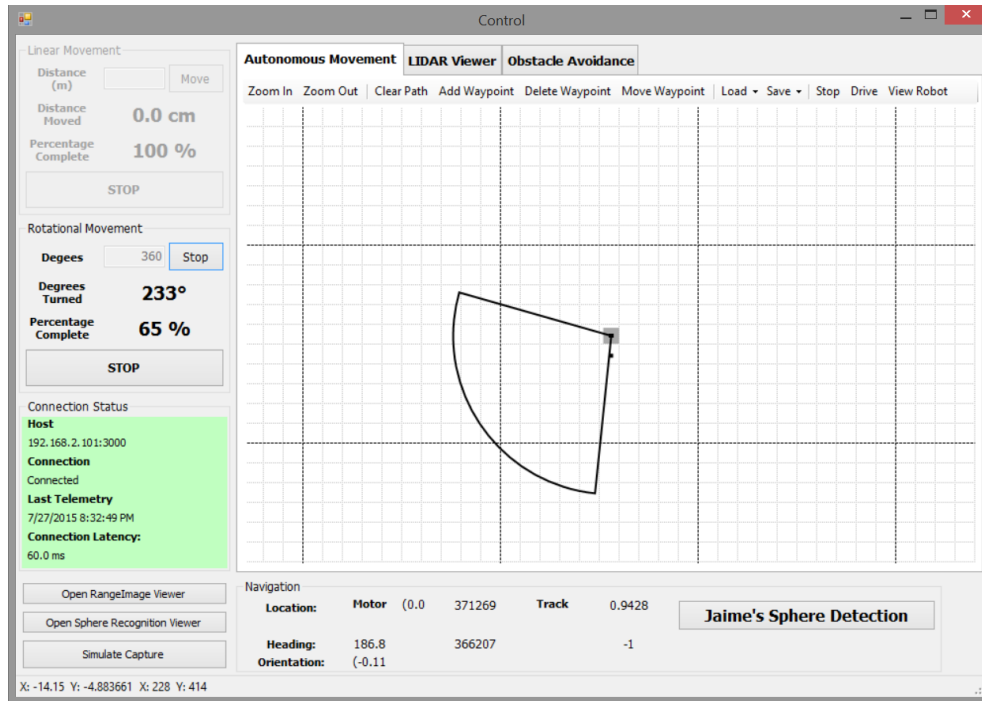 Control
Linear Movement
Distance (m)
Move
Distance Moved
0.0 cm
Percentage Complete
100 %
STOP
Rotational Movement
Degees
360
Stop
Degrees Turned
233°
Percentage Complete
65 %
STOP
Connection Status
Host
192.168.2.101:3000
Connection
Connected
Last Telemetry
7/27/2015 8:32:49 PM
Connection Latency:
60.0 ms
Open RangeImage Viewer
Open Sphere Recognition Viewer
Simulate Capture
Autonomous Movement LIDAR Viewer Obstacle Avoidance
Zoom In Zoom Out Clear Path Add Waypoint Delete Waypoint Move Waypoint Load Save Stop Drive View Robot
Navigation
Location: Motor (0.0 371269 Track 0.9428
Jaime's Sphere Detection
Heading: 186.8 366207 -1
Orientation: (-0.11
X: -14.15 Y: -4.883661 X: 228 Y: 414